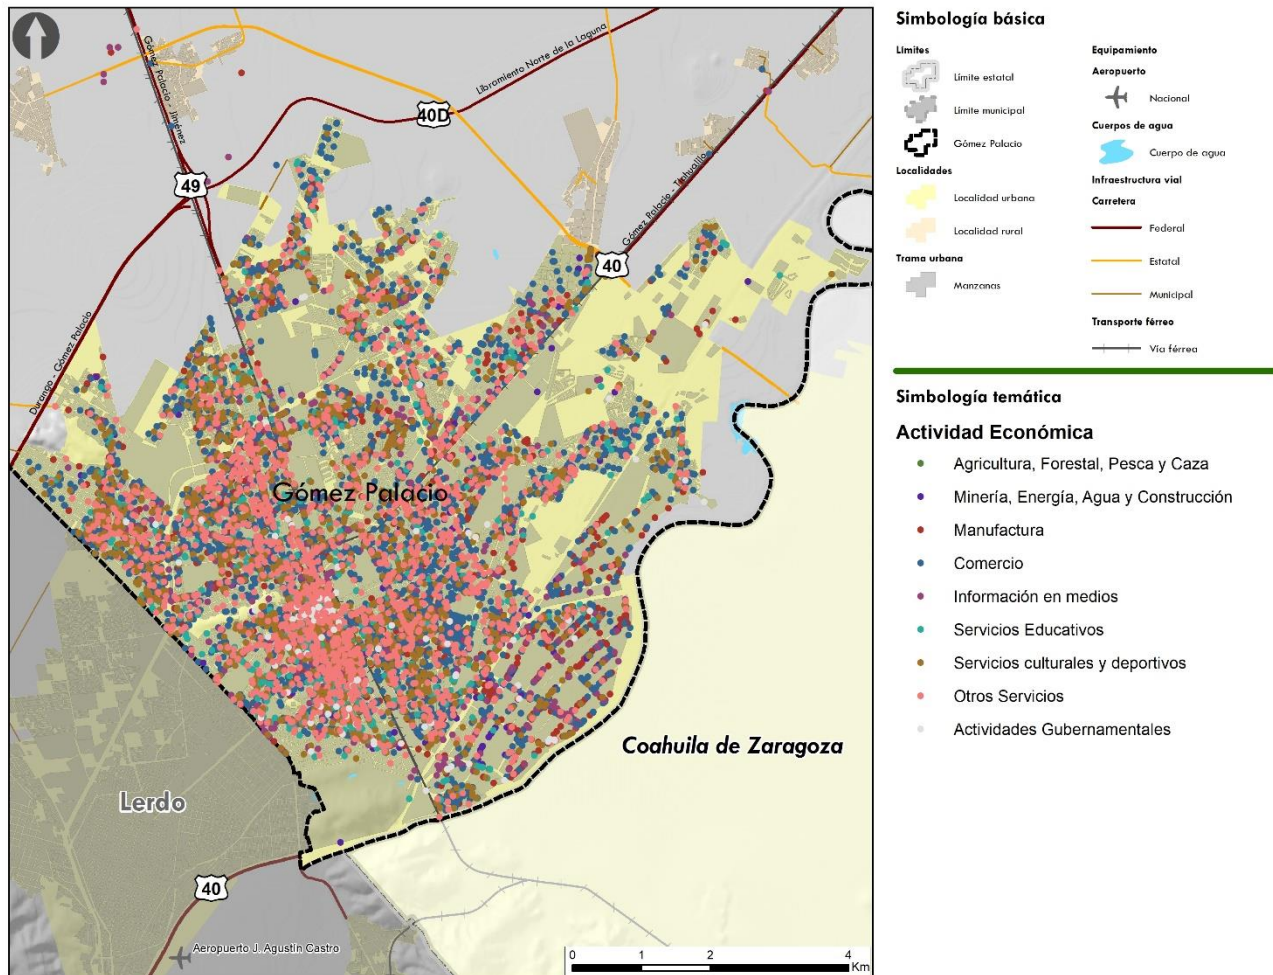 Gómez Palacio - Jiménez
Libramiento Norte de la Laguna
40D
49
Gómez Palacio - Tlahualilo
40
Durango - Gómez Palacio
Gómez Palacio
Coahuila de Zaragoza
Lerdo
40
Aeropuerto J. Agustín Castro
0 1 2 4
Km
Simbología básica
Límites
Límite estatal
Límite municipal
Gómez Palacio
Localidades
Localidad urbana
Localidad rural
Trama urbana
Manzanas
Equipamiento
Aeropuerto
Nacional
Cuerpos de agua
Cuerpo de agua
Infraestructura vial
Carretera
Federal
Estatal
Municipal
Transporte férreo
Vía férrea
Simbología temática
Actividad Económica
Agricultura, Forestal, Pesca y Caza
Minería, Energía, Agua y Construcción
Manufactura
Comercio
Información en medios
Servicios Educativos
Servicios culturales y deportivos
Otros Servicios
Actividades Gubernamentales